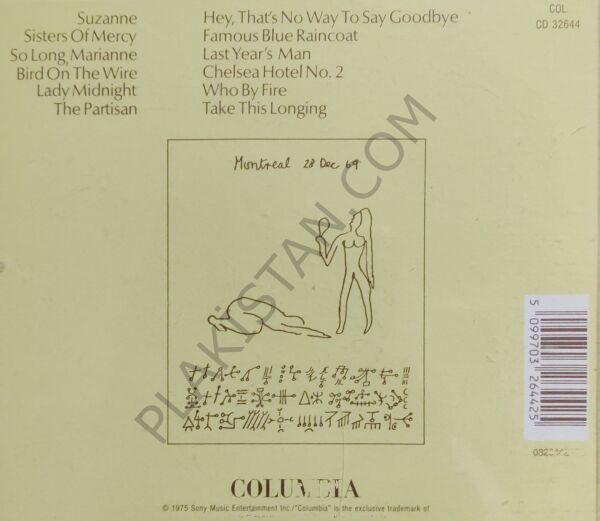 Suzanne
Sisters Of Mercy
So Long, Marianne
Bird On The Wire
Lady Midnight
The Partisan
Hey, That's No Way To Say Goodbye
Famous Blue Raincoat
Last Year's Man
Chelsea Hotel No. 2
Who By Fire
Take This Longing
COL
CD 32644
Montreal 28 Dec 69
PLAKİSTAN.COM
5 099703 264425
COLUMBIA
© 1975 Sony Music Entertainment Inc./"Columbia" is the exclusive trademark of